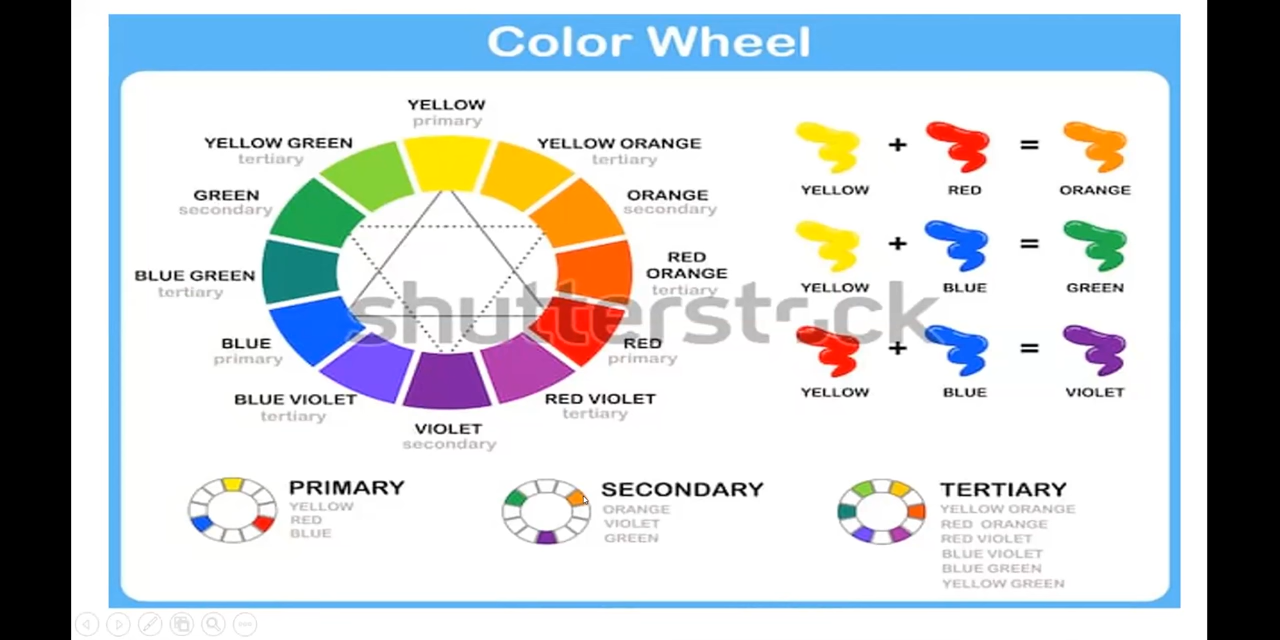 Color Wheel
YELLOW
primary
YELLOW GREEN
tertiary
YELLOW ORANGE
tertiary
GREEN
secondary
ORANGE
secondary
BLUE GREEN
tertiary
RED
ORANGE
tertiary
BLUE
primary
RED
primary
BLUE VIOLET
tertiary
RED VIOLET
tertiary
VIOLET
secondary
shutterstock
+ =
YELLOW RED ORANGE
+ =
YELLOW BLUE GREEN
+ =
YELLOW BLUE VIOLET
PRIMARY
YELLOW
RED
BLUE
SECONDARY
ORANGE
VIOLET
GREEN
TERTIARY
YELLOW ORANGE
RED ORANGE
RED VIOLET
BLUE VIOLET
BLUE GREEN
YELLOW GREEN